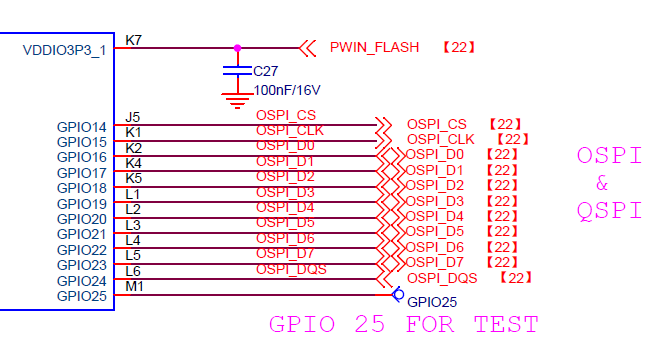 VDDIO3P3_1 K7 PWIN_FLASH 【22】
C27
100nF/16V
GPIO14 J5 OSPI_CS OSPI_CS 【22】
GPIO15 K1 OSPI_CLK OSPI_CLK 【22】
GPIO16 K2 OSPI_D0 OSPI_D0 【22】
GPIO17 K4 OSPI_D1 OSPI_D1 【22】
GPIO18 K5 OSPI_D2 OSPI_D2 【22】
GPIO19 L1 OSPI_D3 OSPI_D3 【22】
GPIO20 L2 OSPI_D4 OSPI_D4 【22】
GPIO21 L3 OSPI_D5 OSPI_D5 【22】
GPIO22 L4 OSPI_D6 OSPI_D6 【22】
GPIO23 L5 OSPI_D7 OSPI_D7 【22】
GPIO24 L6 OSPI_DQS OSPI_DQS 【22】
GPIO25 M1 GPIO25
OSPI
&
QSPI
GPIO 25 FOR TEST